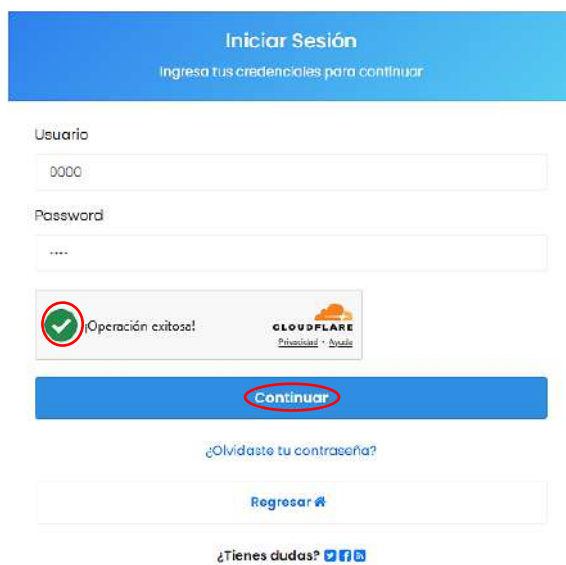 Iniciar Sesión
Ingresa tus credenciales para continuar
Usuario
0000
Password
....
¡Operación exitosa!
CLOUDFLARE
Privacidad • Ayuda
Continuar
¿Olvidaste tu contraseña?
Regresar
¿Tienes dudas?